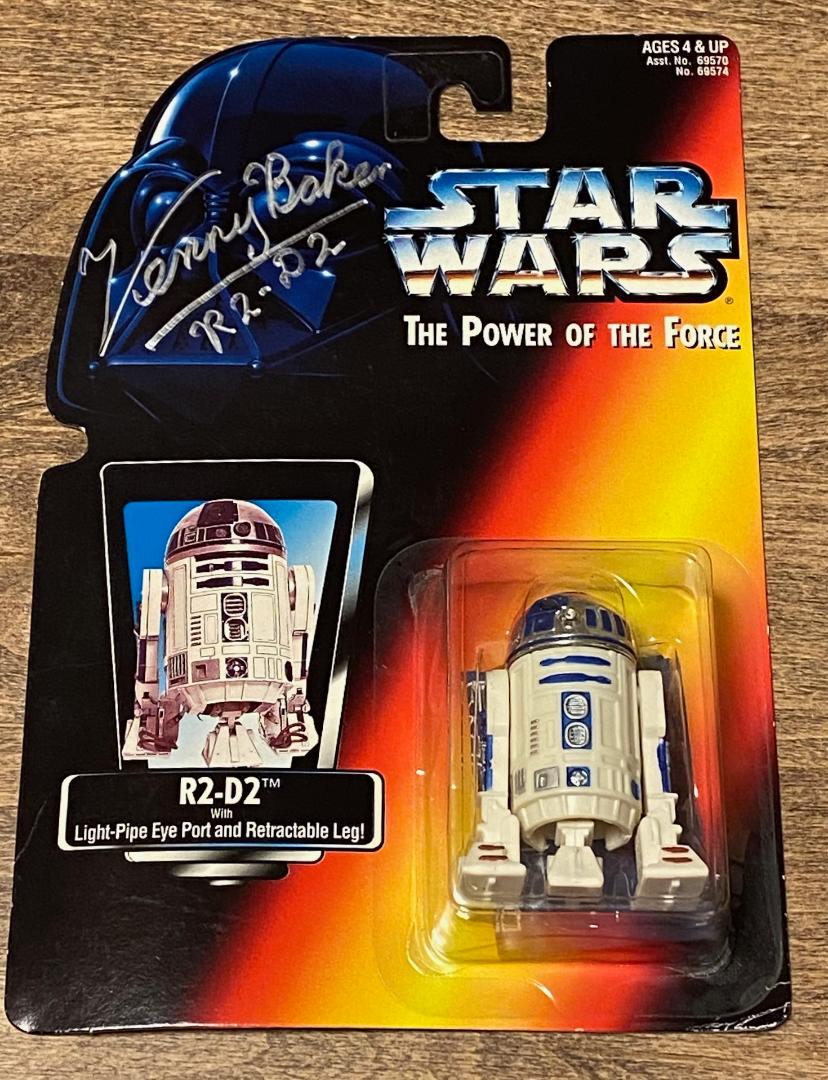 AGES 4 & UP
Asst. No. 69570
No. 69574
Kenny Baker
R2-D2
STAR
WARS®
THE POWER OF THE FORCE
R2-D2™
With
Light-Pipe Eye Port and Retractable Leg!